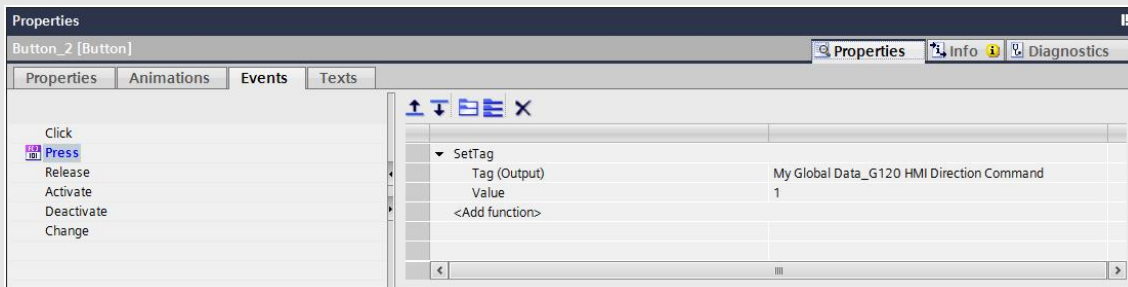 Properties
Button_2 [Button]
Properties Info Diagnostics
Properties Animations Events Texts
Click
Press
Release
Activate
Deactivate
Change
SetTag
Tag (Output) My Global Data_G120 HMI Direction Command
Value 1
<Add function>